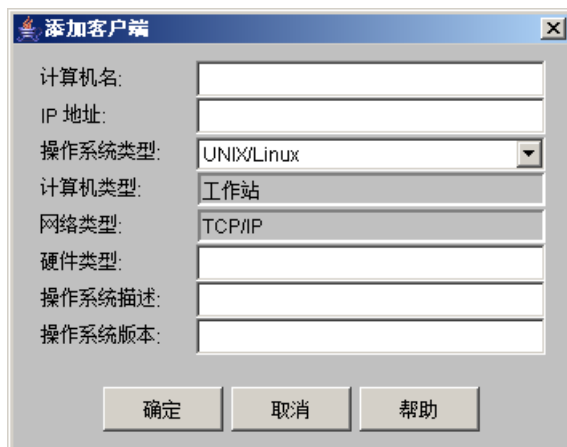 添加客户端
计算机名:
IP 地址:
操作系统类型: UNIX/Linux
计算机类型: 工作站
网络类型: TCP/IP
硬件类型:
操作系统描述:
操作系统版本:
确定 取消 帮助